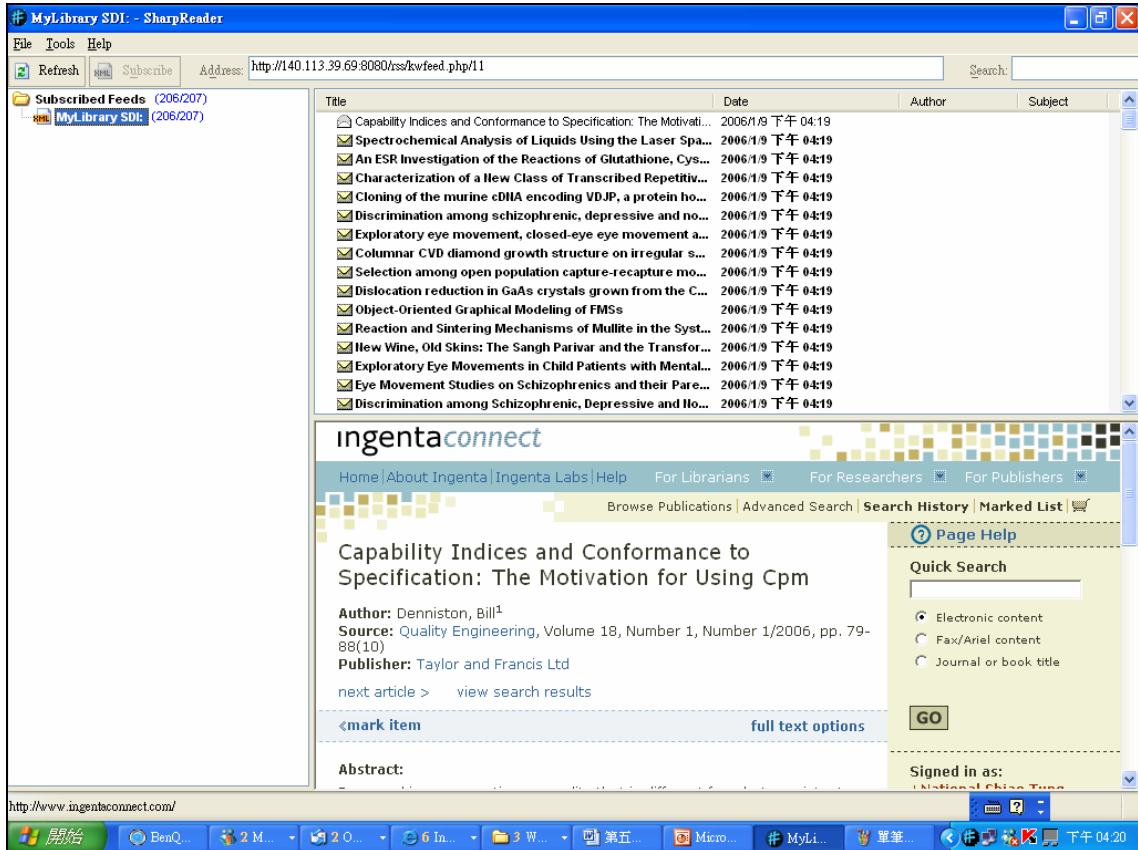 MyLibrary SDI: - SharpReader
File Tools Help
Refresh Subscribe Address: http://140.113.39.69:8080/rss/kwfeed.php/11 Search:
Subscribed Feeds (206/207)
MyLibrary SDI: (206/207)
Title Date Author Subject
Capability Indices and Conformance to Specification: The Motivati... 2006/1/9 下午 04:19
Spectrochemical Analysis of Liquids Using the Laser Spa... 2006/1/9 下午 04:19
An ESR Investigation of the Reactions of Glutathione, Cys... 2006/1/9 下午 04:19
Characterization of a New Class of Transcribed Repetitiv... 2006/1/9 下午 04:19
Cloning of the murine cDNA encoding VDJP, a protein ho... 2006/1/9 下午 04:19
Discrimination among schizophrenic, depressive and no... 2006/1/9 下午 04:19
Exploratory eye movement, closed-eye eye movement a... 2006/1/9 下午 04:19
Columnar CVD diamond growth structure on irregular s... 2006/1/9 下午 04:19
Selection among open population capture-recapture mo... 2006/1/9 下午 04:19
Dislocation reduction in GaAs crystals grown from the C... 2006/1/9 下午 04:19
Object-Oriented Graphical Modeling of FMSs 2006/1/9 下午 04:19
Reaction and Sintering Mechanisms of Mullite in the Syst... 2006/1/9 下午 04:19
New Wine, Old Skins: The Sangh Parivar and the Transfor... 2006/1/9 下午 04:19
Exploratory Eye Movements in Child Patients with Mental... 2006/1/9 下午 04:19
Eye Movement Studies on Schizophrenics and their Pare... 2006/1/9 下午 04:19
Discrimination among Schizophrenic, Depressive and No... 2006/1/9 下午 04:19
ingentaconnect
Home|About Ingenta|Ingenta Labs|Help For Librarians For Researchers For Publishers
Browse Publications|Advanced Search|Search History|Marked List|
Capability Indices and Conformance to
Specification: The Motivation for Using Cpm
Author: Denniston, Bill1
Source: Quality Engineering, Volume 18, Number 1, Number 1/2006, pp. 79-
88(10)
Publisher: Taylor and Francis Ltd
next article > view search results
«mark item full text options
Abstract:
Page Help
Quick Search
Electronic content
Fax/Ariel content
Journal or book title
GO
Signed in as:
National Chiao Tung
http://www.ingentaconnect.com/
開始 BenQ... 2 M... 2 O... 6 In... 3 W... 第五... Micro... MyLi... 單筆... 下午 04:20